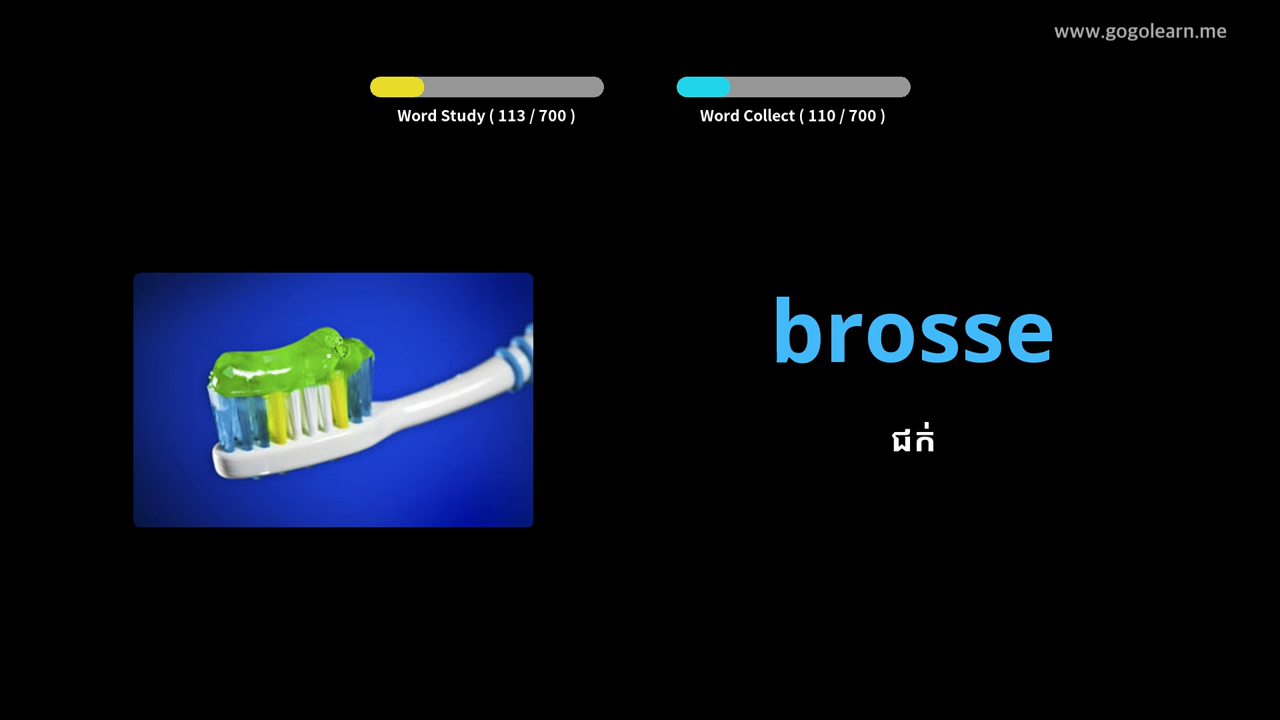 www.gogolearn.me
Word Study ( 113 / 700 )
Word Collect ( 110 / 700 )
brosse
ជក់